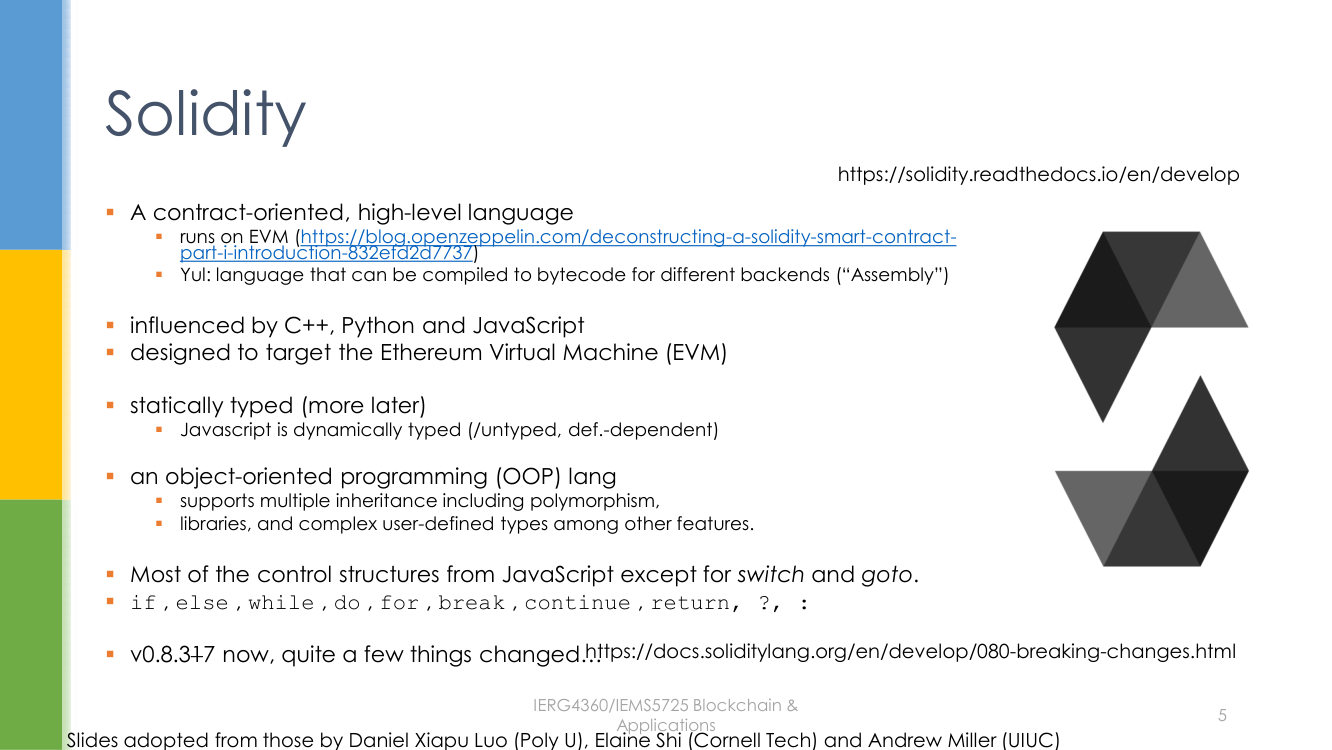 Solidity
https://solidity.readthedocs.io/en/develop
▪ A contract-oriented, high-level language
▪ runs on EVM (https://blog.openzeppelin.com/deconstructing-a-solidity-smart-contract-
part-i-introduction-832efd2d7737)
▪ Yul: language that can be compiled to bytecode for different backends (“Assembly”)
▪ influenced by C++, Python and JavaScript
▪ designed to target the Ethereum Virtual Machine (EVM)
▪ statically typed (more later)
▪ Javascript is dynamically typed (/untyped, def.-dependent)
▪ an object-oriented programming (OOP) lang
▪ supports multiple inheritance including polymorphism,
▪ libraries, and complex user-defined types among other features.
▪ Most of the control structures from JavaScript except for switch and goto.
▪ if, else, while, do, for, break, continue, return, ?, :
▪ v0.8.317 now, quite a few things changed…
https://docs.soliditylang.org/en/develop/080-breaking-changes.html
IERG4360/IEMS5725 Blockchain &
Applications
5
Slides adopted from those by Daniel Xiapu Luo (Poly U), Elaine Shi (Cornell Tech) and Andrew Miller (UIUC)